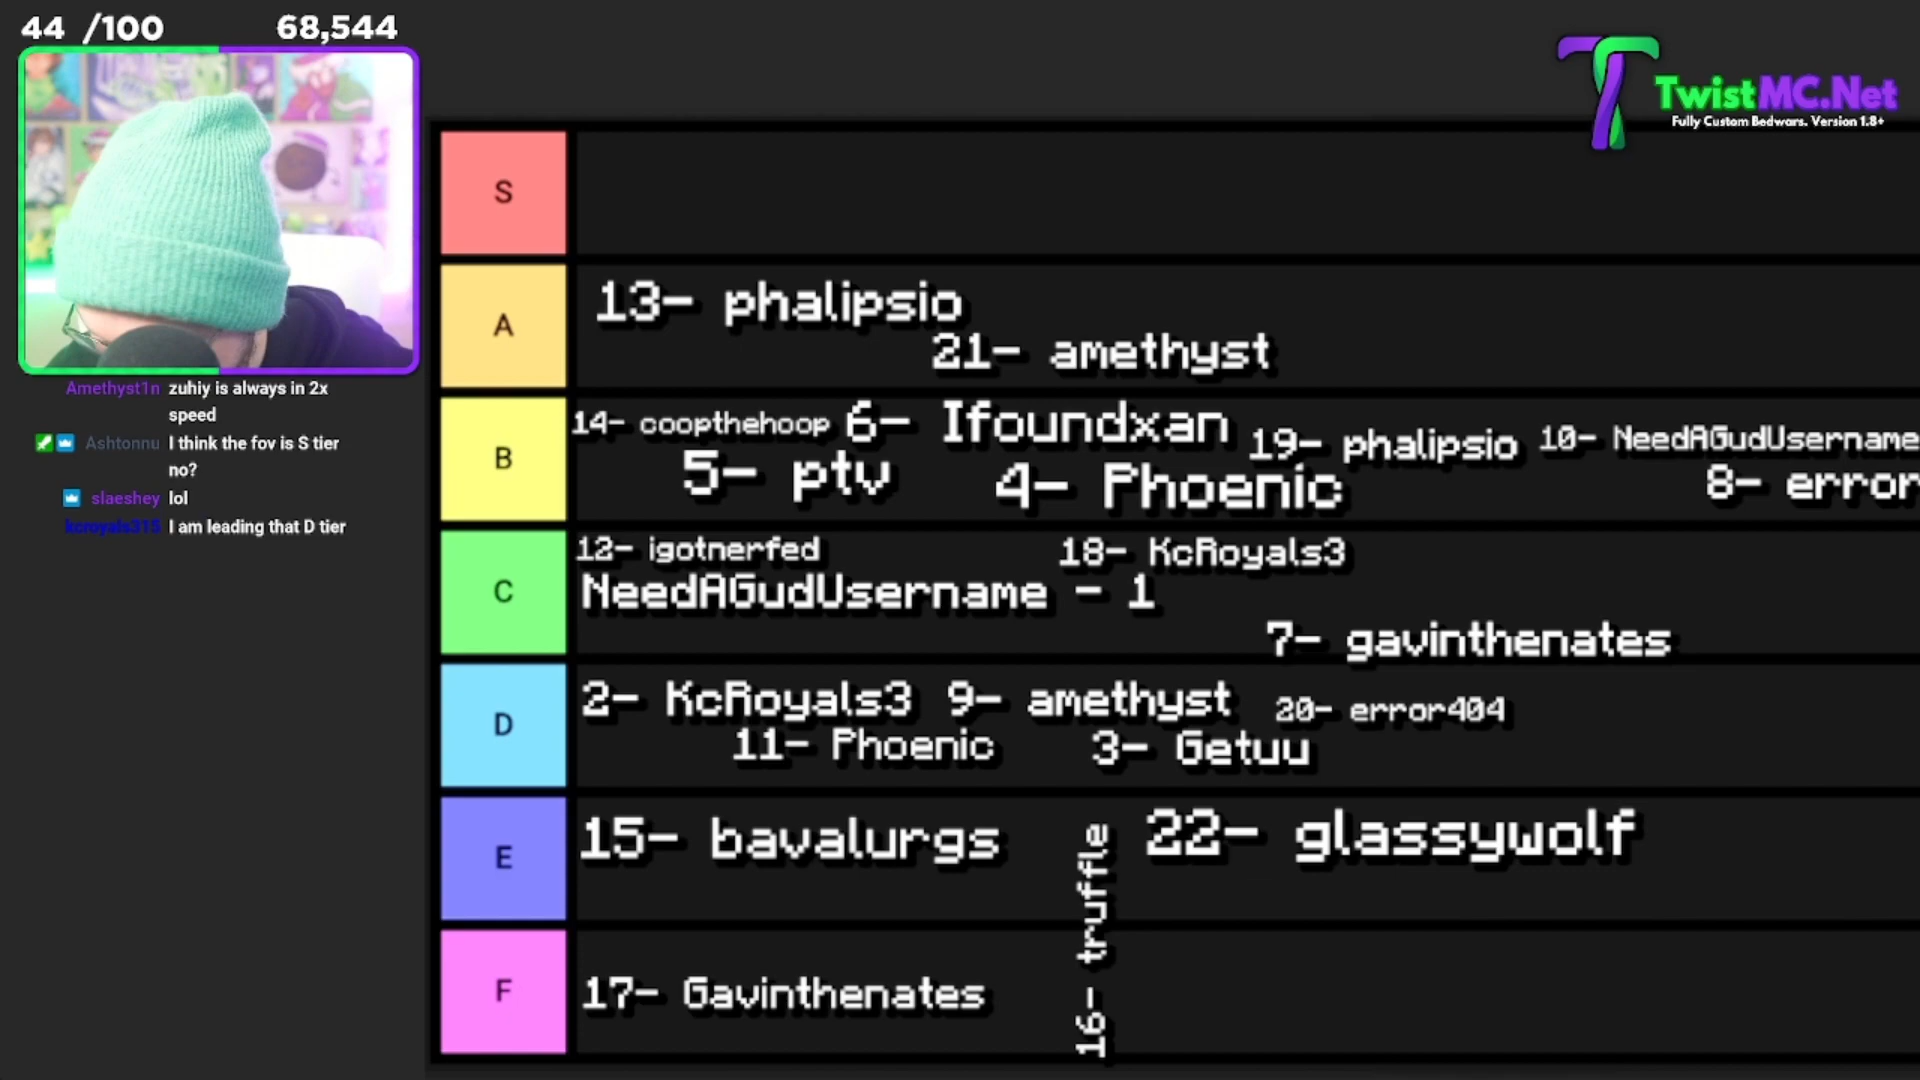 44 /100 68,544
TwistMC.Net
Fully Custom Bedwars. Version 1.8+
Amethyst1n zuhiy is always in 2x
speed
Ashtonnu I think the fov is S tier
no?
slaeshey lol
kcroyals315 I am leading that D tier
S
A
13- phalipsio
21- amethyst
B
14- coopthehoop 6- Ifoundxan 19- phalipsio 10- NeedAGudUsername
5- ptv 4- Phoenic 8- error
C
12- igotnerfed 18- KcRoyals3
NeedAGudUsername - 1
7- gavinthenates
D
2- KcRoyals3 9- amethyst 20- error404
11- Phoenic 3- Getuu
E
15- bavalurgs 22- glassywolf
16- truffle
F
17- Gavinthenates